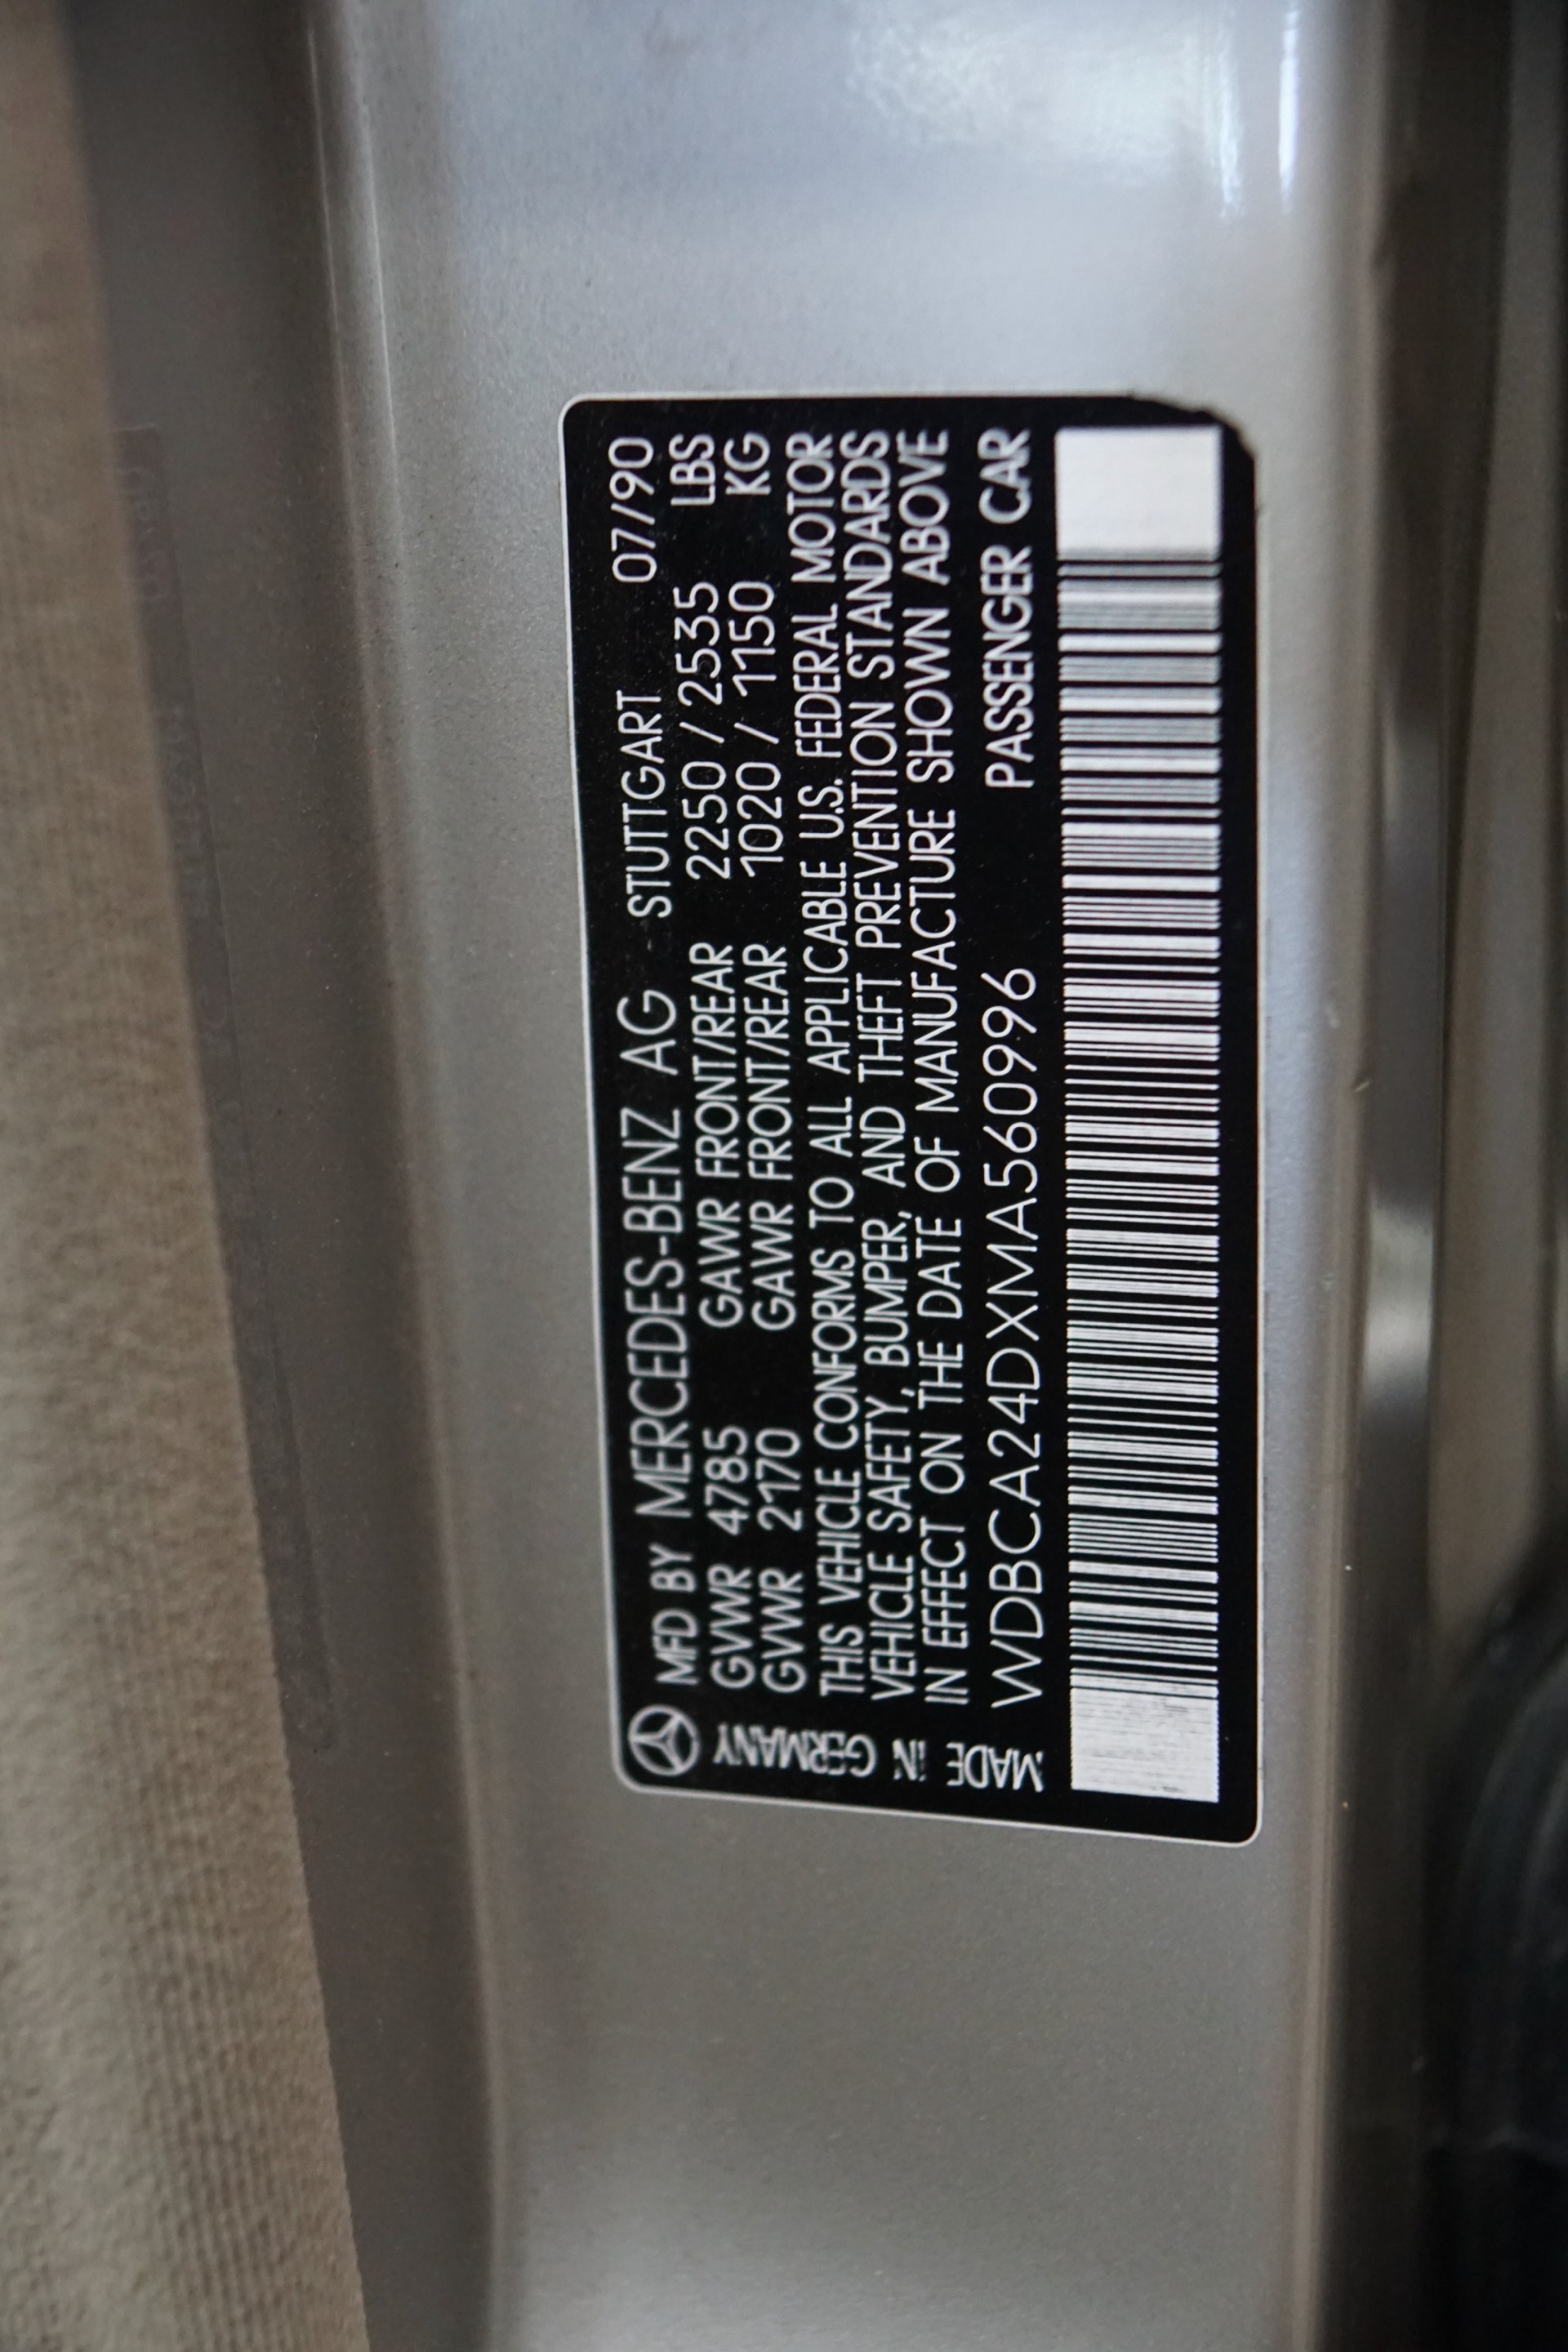 MFD BY MERCEDES-BENZ AG STUTTGART 07/90
GVWR 4785 GAWR FRONT/REAR 2250 / 2535 LBS
GVWR 2170 GAWR FRONT/REAR 1020 / 1150 KG
THIS VEHICLE CONFORMS TO ALL APPLICABLE U.S. FEDERAL MOTOR
VEHICLE SAFETY, BUMPER, AND THEFT PREVENTION STANDARDS
IN EFFECT ON THE DATE OF MANUFACTURE SHOWN ABOVE
WDBCA24DXMA560996 PASSENGER CAR
MADE IN GERMANY